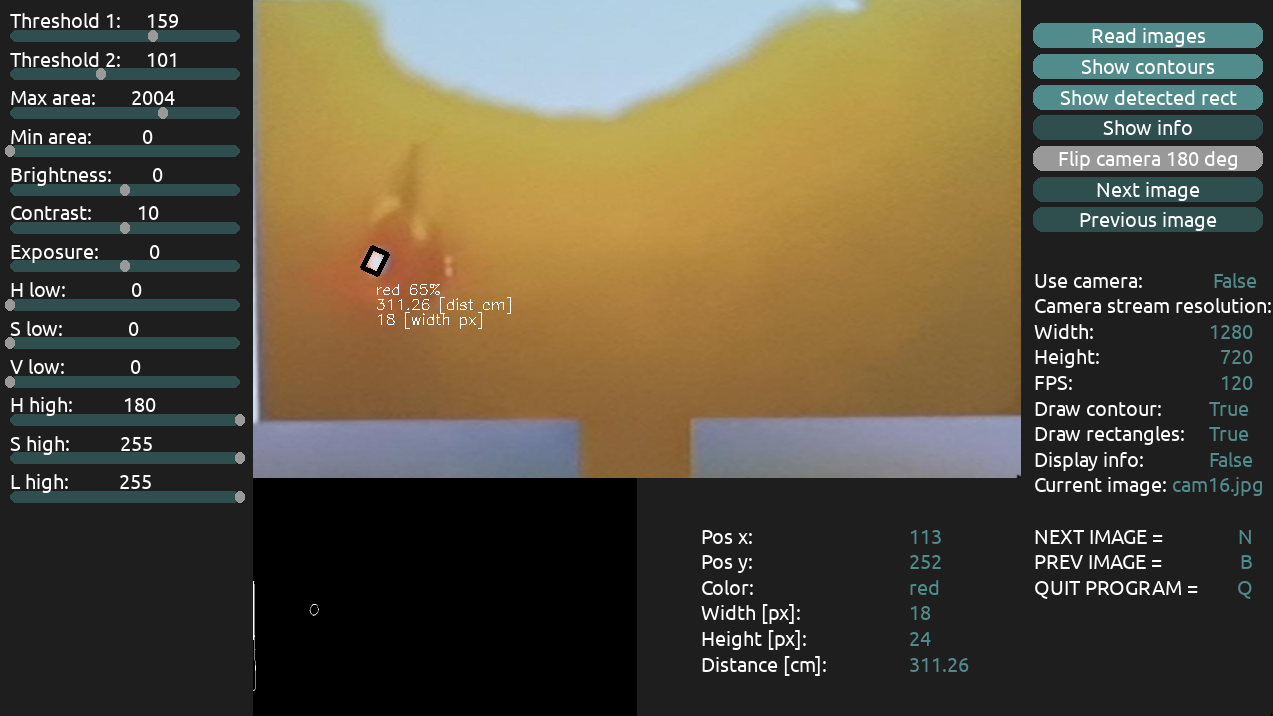 Threshold 1: 159
Threshold 2: 101
Max area: 2004
Min area: 0
Brightness: 0
Contrast: 10
Exposure: 0
H low: 0
S low: 0
V low: 0
H high: 180
S high: 255
L high: 255
red 65%
311.26 [dist cm]
18 [width px]
Read images
Show contours
Show detected rect
Show info
Flip camera 180 deg
Next image
Previous image
Use camera: False
Camera stream resolution:
Width: 1280
Height: 720
FPS: 120
Draw contour: True
Draw rectangles: True
Display info: False
Current image: cam16.jpg
NEXT IMAGE = N
PREV IMAGE = B
QUIT PROGRAM = Q
Pos x: 113
Pos y: 252
Color: red
Width [px]: 18
Height [px]: 24
Distance [cm]: 311.26